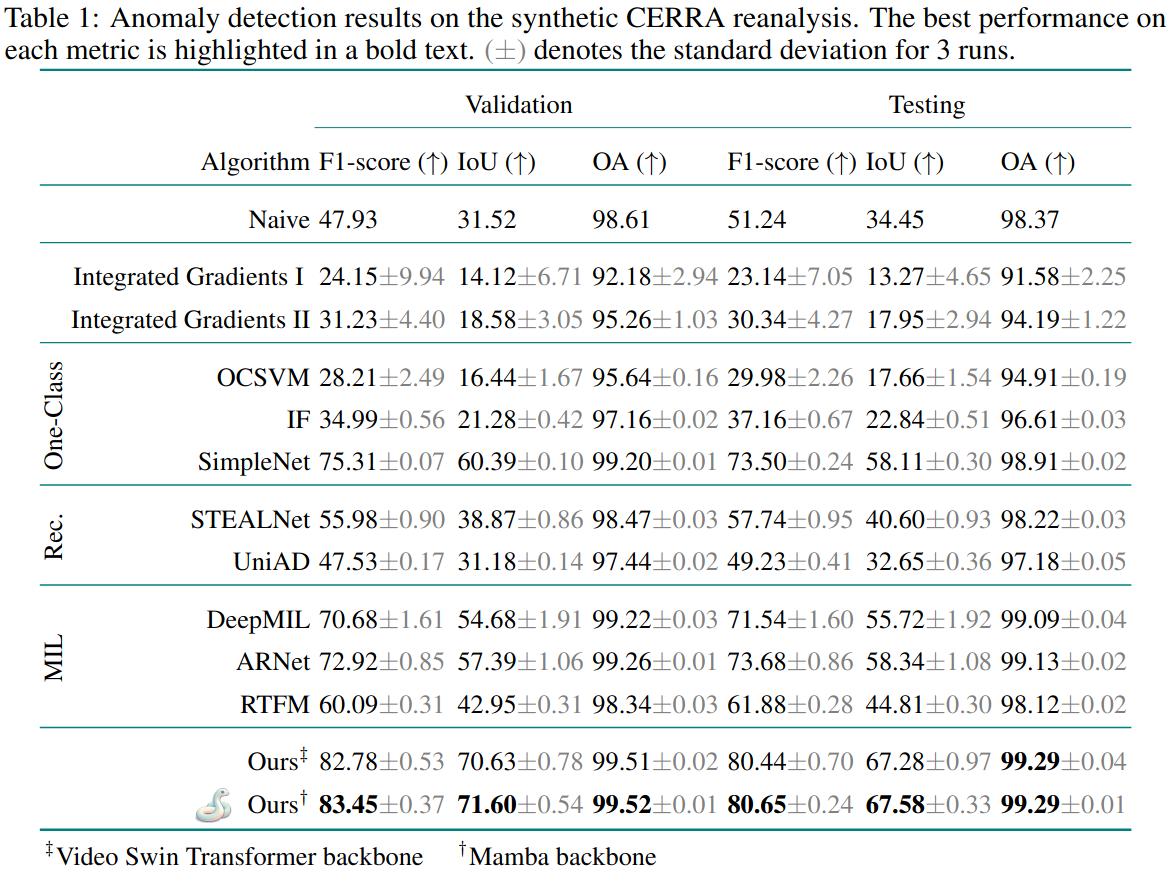 Table 1: Anomaly detection results on the synthetic CERRA reanalysis. The best performance on
each metric is highlighted in a bold text. (±) denotes the standard deviation for 3 runs.
Validation Testing
Algorithm F1-score (↑) IoU (↑) OA (↑) F1-score (↑) IoU (↑) OA (↑)
Naive 47.93 31.52 98.61 51.24 34.45 98.37
Integrated Gradients I 24.15±9.94 14.12±6.71 92.18±2.94 23.14±7.05 13.27±4.65 91.58±2.25
Integrated Gradients II 31.23±4.40 18.58±3.05 95.26±1.03 30.34±4.27 17.95±2.94 94.19±1.22
One-Class
OCSVM 28.21±2.49 16.44±1.67 95.64±0.16 29.98±2.26 17.66±1.54 94.91±0.19
IF 34.99±0.56 21.28±0.42 97.16±0.02 37.16±0.67 22.84±0.51 96.61±0.03
SimpleNet 75.31±0.07 60.39±0.10 99.20±0.01 73.50±0.24 58.11±0.30 98.91±0.02
Rec.
STEALNet 55.98±0.90 38.87±0.86 98.47±0.03 57.74±0.95 40.60±0.93 98.22±0.03
UniAD 47.53±0.17 31.18±0.14 97.44±0.02 49.23±0.41 32.65±0.36 97.18±0.05
MIL
DeepMIL 70.68±1.61 54.68±1.91 99.22±0.03 71.54±1.60 55.72±1.92 99.09±0.04
ARNet 72.92±0.85 57.39±1.06 99.26±0.01 73.68±0.86 58.34±1.08 99.13±0.02
RTFM 60.09±0.31 42.95±0.31 98.34±0.03 61.88±0.28 44.81±0.30 98.12±0.02
Ours‡ 82.78±0.53 70.63±0.78 99.51±0.02 80.44±0.70 67.28±0.97 99.29±0.04
Ours† 83.45±0.37 71.60±0.54 99.52±0.01 80.65±0.24 67.58±0.33 99.29±0.01
‡Video Swin Transformer backbone †Mamba backbone